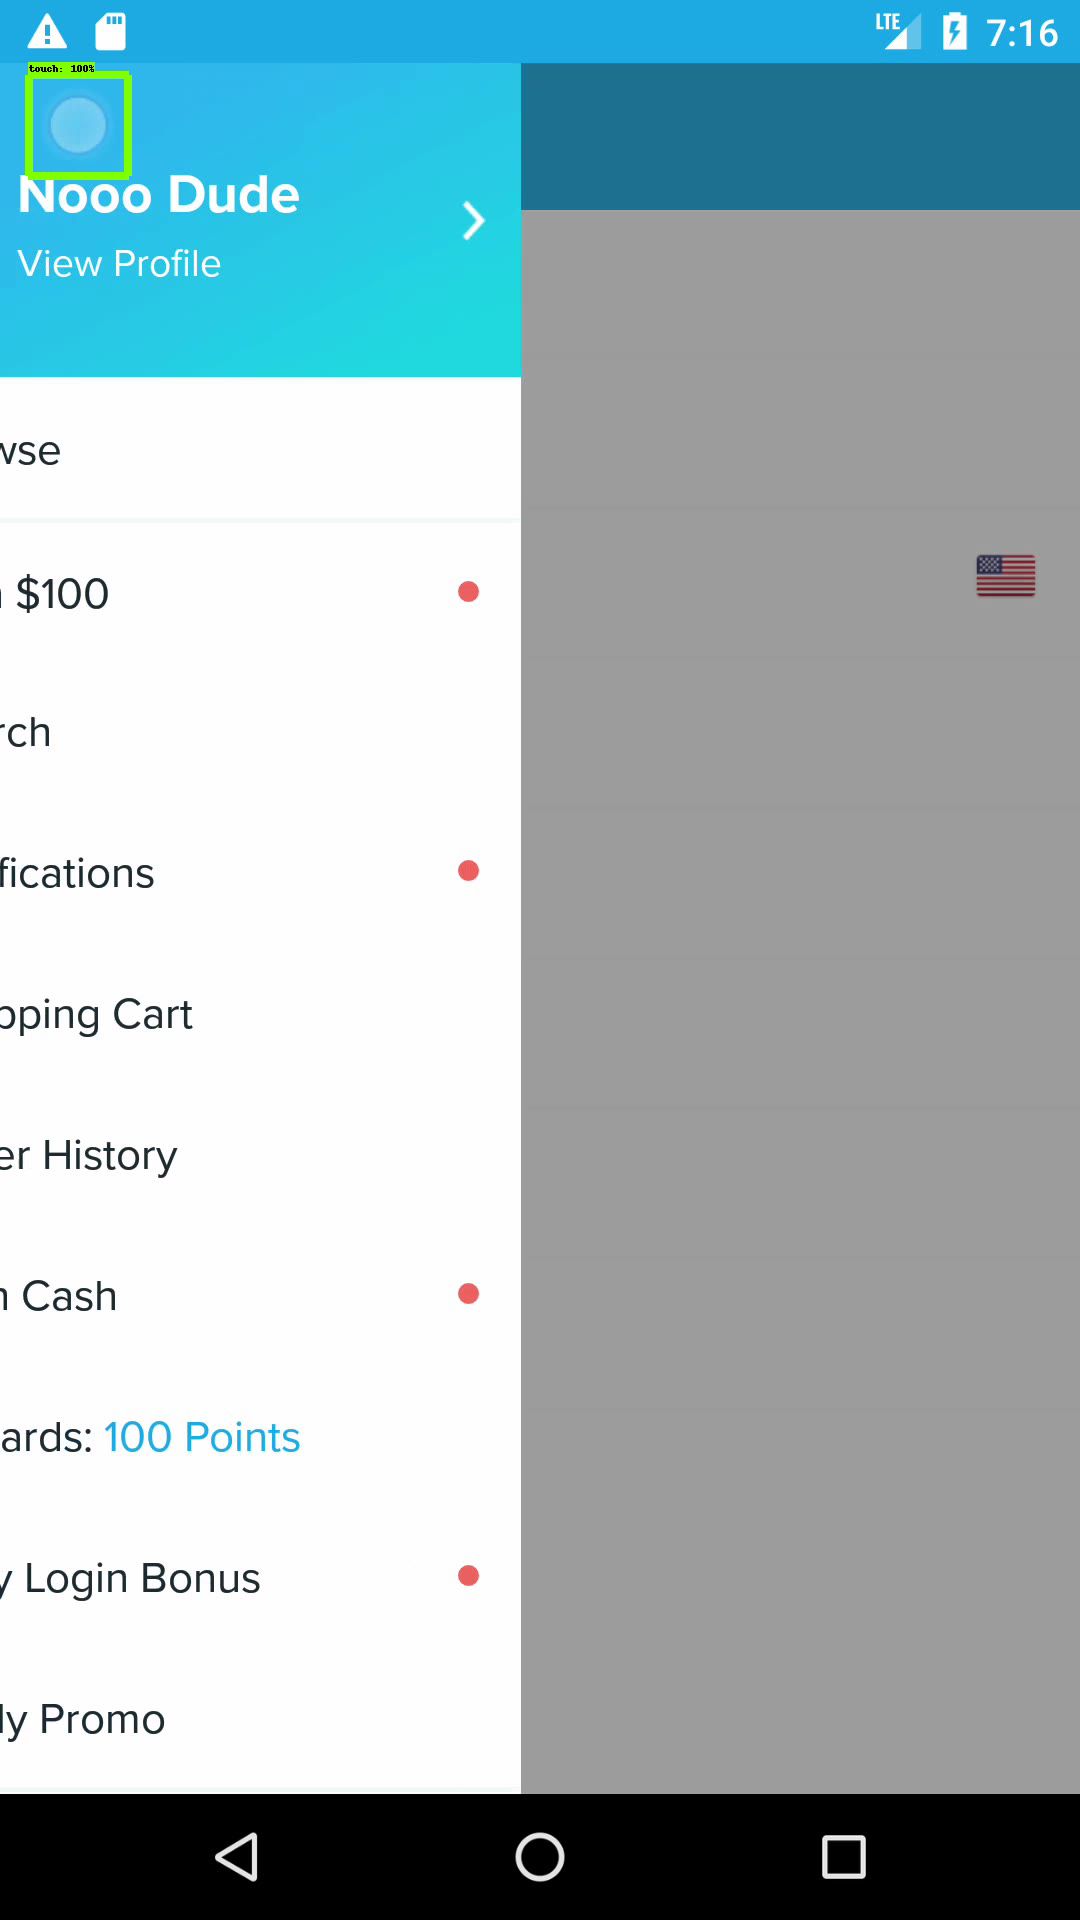 LTE 7:16
touch: 100%
Nooo Dude
View Profile
wse
$100
rch
fications
pping Cart
er History
Cash
ards: 100 Points
y Login Bonus
ly Promo